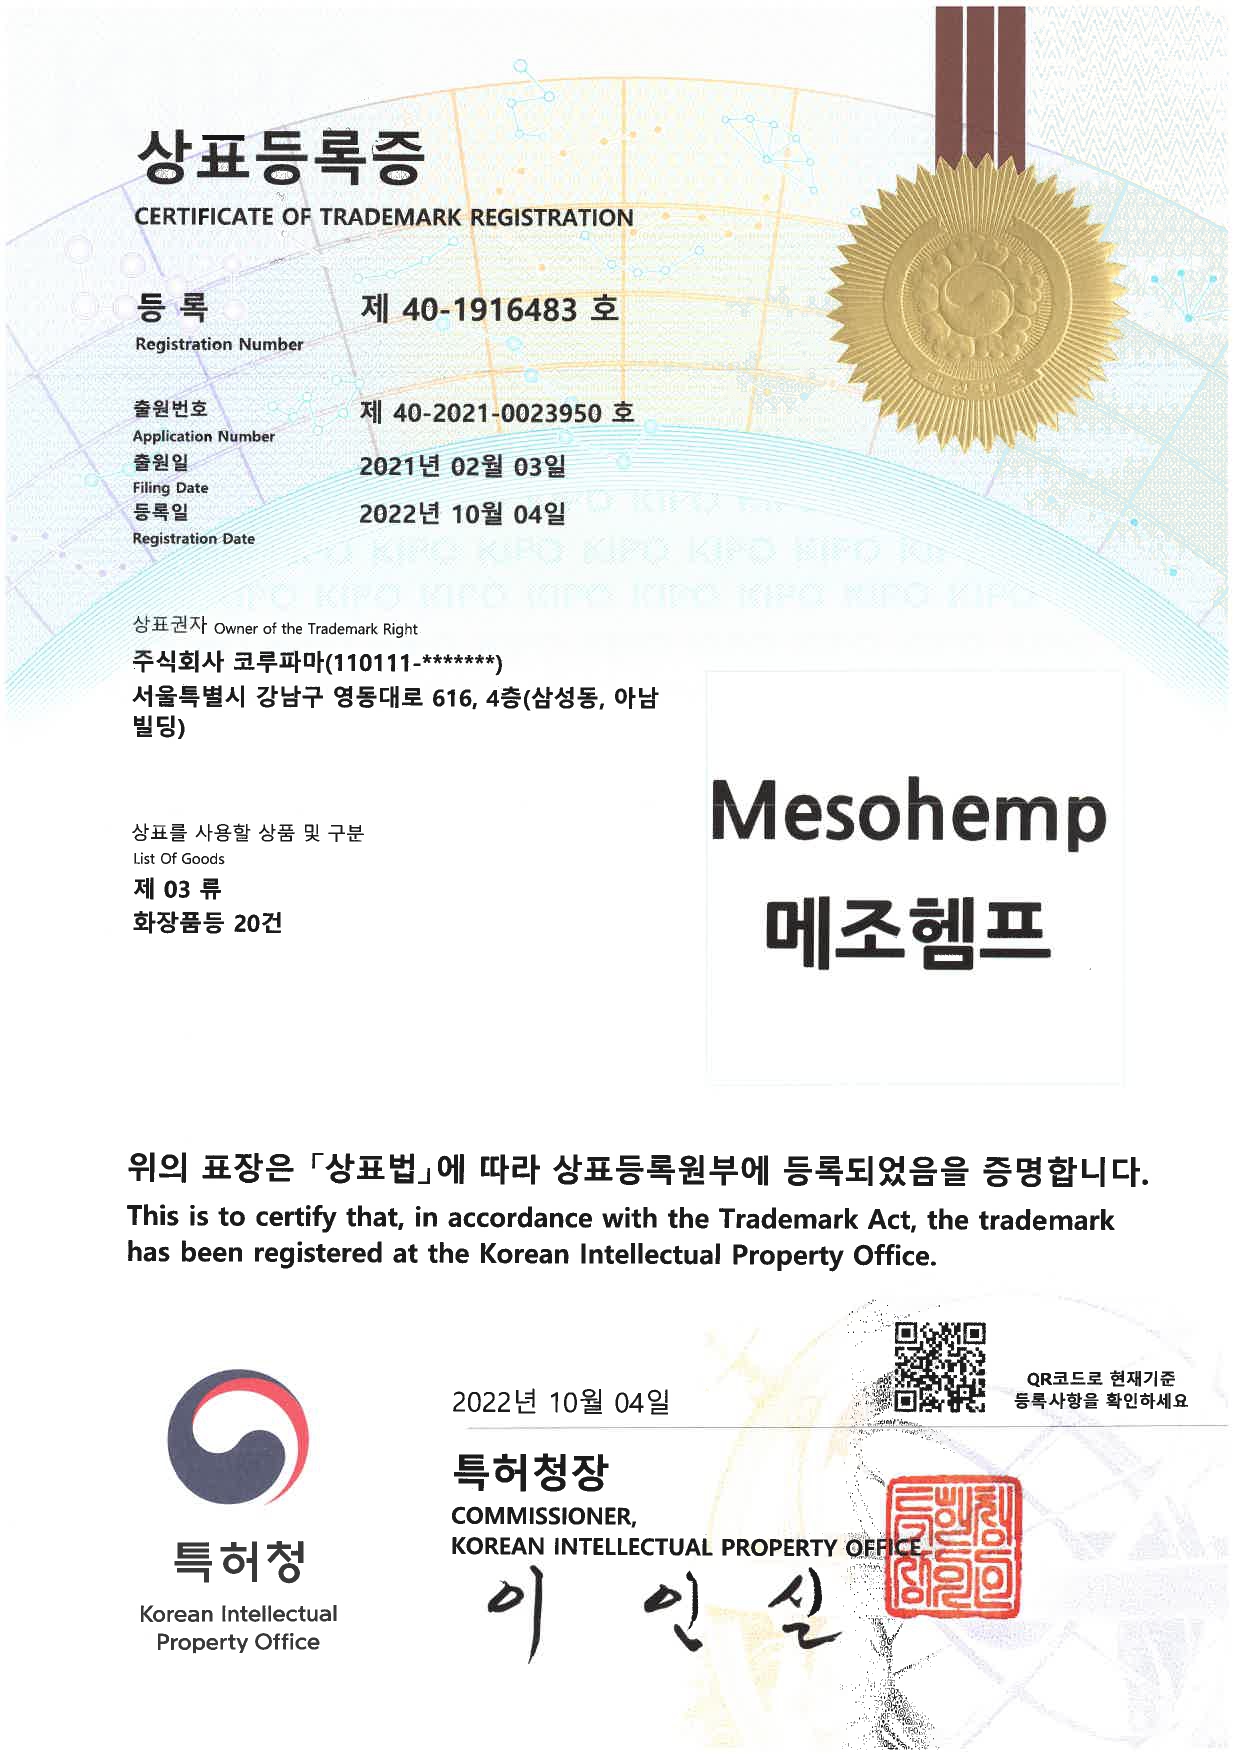 상표등록증
CERTIFICATE OF TRADEMARK REGISTRATION
등 록 제 40-1916483 호
Registration Number
출원번호 제 40-2021-0023950 호
Application Number
출원일 2021년 02월 03일
Filing Date
등록일 2022년 10월 04일
Registration Date
KIPO KIPO KIPO
KIPO KIPO KIPO KIPO KIPO
KIPO KIPO KIPO KIPO KIPO KIPO KIPO KIPO
상표권자 Owner of the Trademark Right
주식회사 코루파마(110111-*******)
서울특별시 강남구 영동대로 616, 4층(삼성동, 아남
빌딩)
Mesohemp
메조헴프
상표를 사용할 상품 및 구분
List Of Goods
제 03 류
화장품등 20건
위의 표장은 「상표법」에 따라 상표등록원부에 등록되었음을 증명합니다.
This is to certify that, in accordance with the Trademark Act, the trademark
has been registered at the Korean Intellectual Property Office.
QR코드로 현재기준
등록사항을 확인하세요
2022년 10월 04일
특허청장
COMMISSIONER,
KOREAN INTELLECTUAL PROPERTY OFFICE
이 인 실
특허청
Korean Intellectual
Property Office